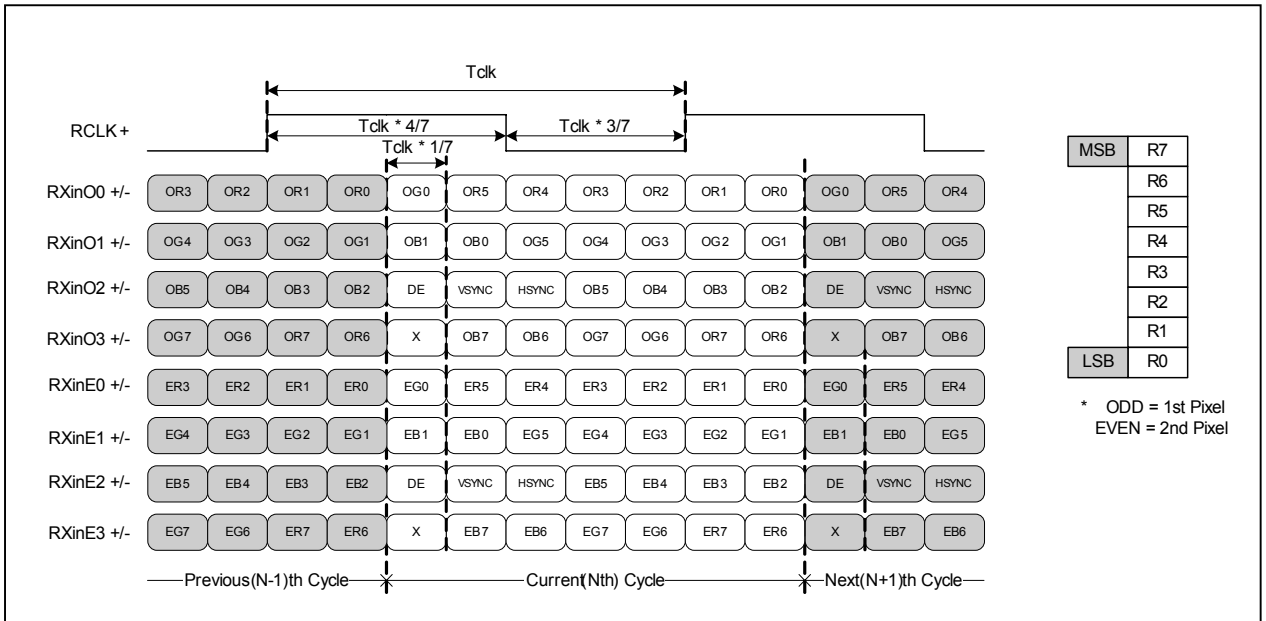 Tclk
RCLK +
Tclk * 4/7 Tclk * 3/7
Tclk * 1/7
RXinO0 +/- OR3 OR2 OR1 OR0 OG0 OR5 OR4 OR3 OR2 OR1 OR0 OG0 OR5 OR4
RXinO1 +/- OG4 OG3 OG2 OG1 OB1 OB0 OG5 OG4 OG3 OG2 OG1 OB1 OB0 OG5
RXinO2 +/- OB5 OB4 OB3 OB2 DE VSYNC HSYNC OB5 OB4 OB3 OB2 DE VSYNC HSYNC
RXinO3 +/- OG7 OG6 OR7 OR6 X OB7 OB6 OG7 OG6 OR7 OR6 X OB7 OB6
RXinE0 +/- ER3 ER2 ER1 ER0 EG0 ER5 ER4 ER3 ER2 ER1 ER0 EG0 ER5 ER4
RXinE1 +/- EG4 EG3 EG2 EG1 EB1 EB0 EG5 EG4 EG3 EG2 EG1 EB1 EB0 EG5
RXinE2 +/- EB5 EB4 EB3 EB2 DE VSYNC HSYNC EB5 EB4 EB3 EB2 DE VSYNC HSYNC
RXinE3 +/- EG7 EG6 ER7 ER6 X EB7 EB6 EG7 EG6 ER7 ER6 X EB7 EB6
Previous(N-1)th Cycle Current(Nth) Cycle Next(N+1)th Cycle
MSB R7
R6
R5
R4
R3
R2
R1
LSB R0
* ODD = 1st Pixel
EVEN = 2nd Pixel